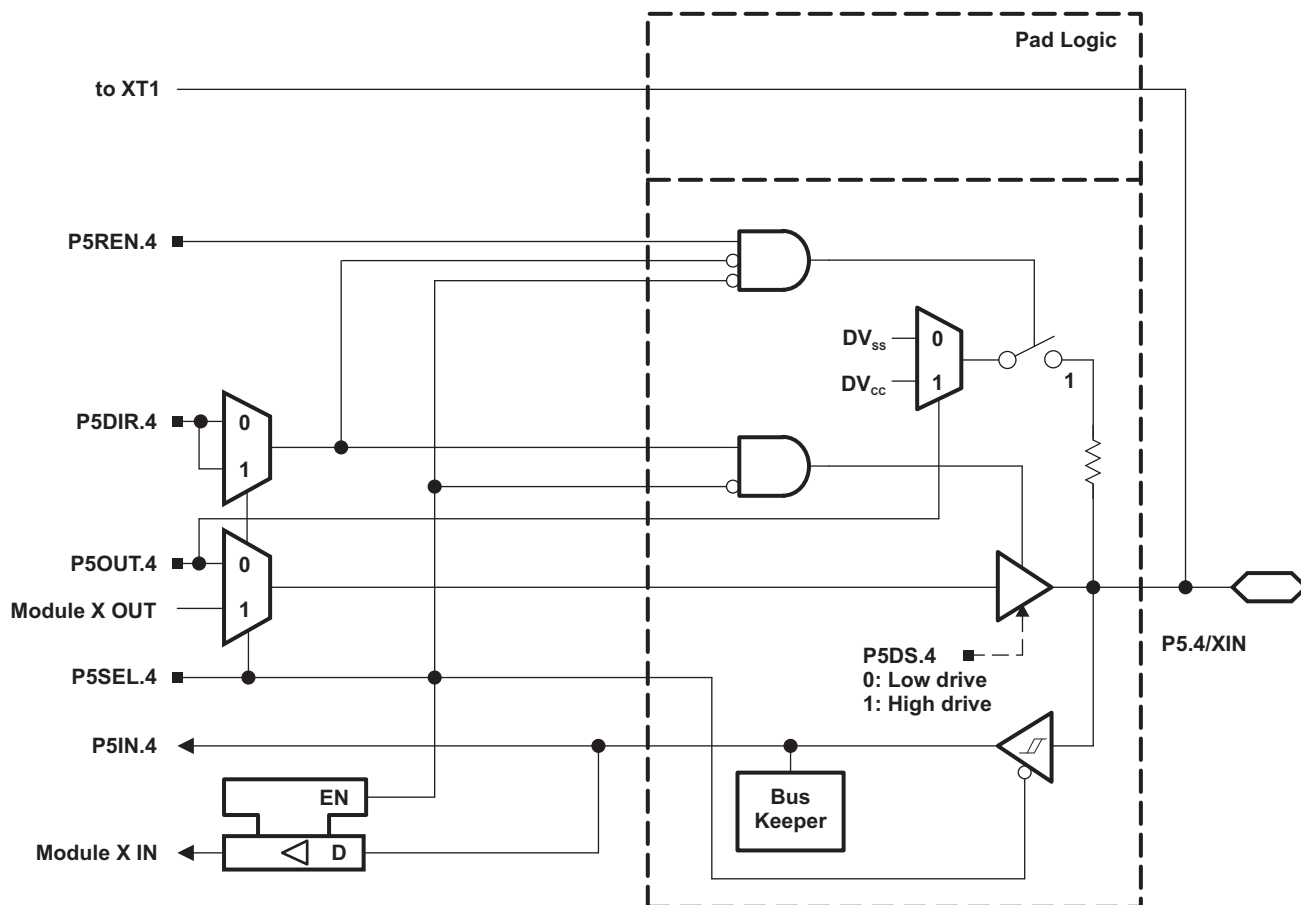 Pad Logic
to XT1
P5REN.4
DVSS
0
DVCC
1
1
P5DIR.4
0
1
P5OUT.4
0
Module X OUT
1
P5SEL.4
P5DS.4
0: Low drive
1: High drive
P5.4/XIN
P5IN.4
Bus
Keeper
EN
Module X IN
D